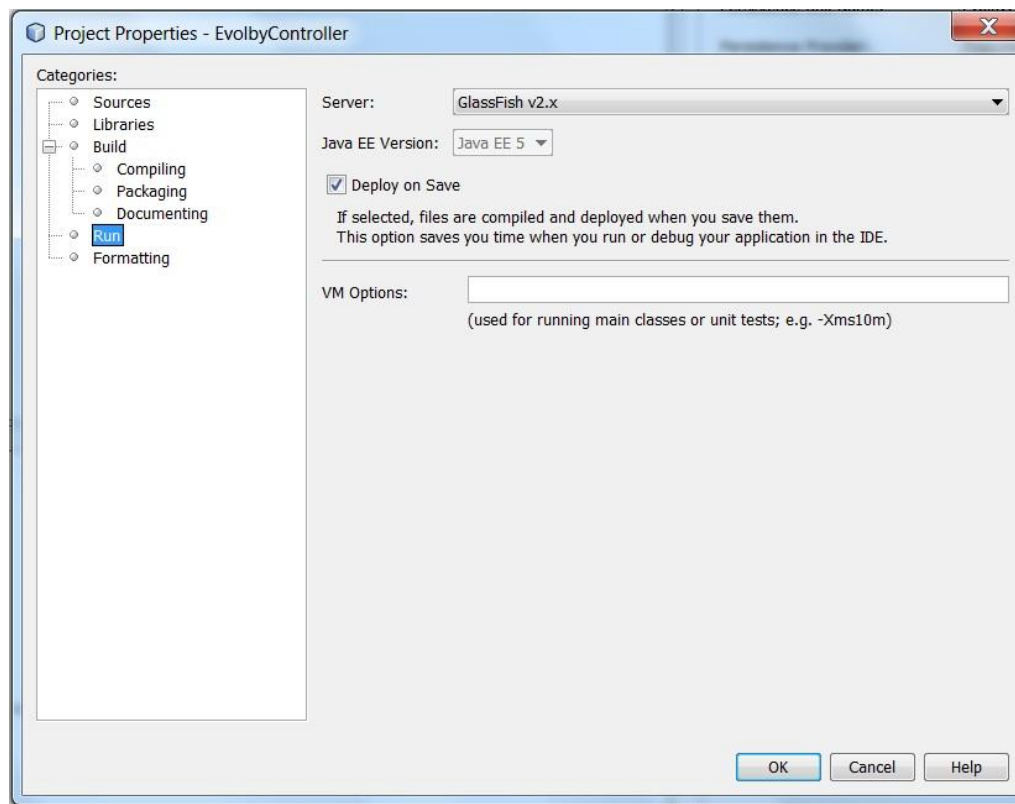 Project Properties - EvolbyController
X
Categories:
Sources
Libraries
Build
Compiling
Packaging
Documenting
Run
Formatting
Server: GlassFish v2.x
Java EE Version: Java EE 5
Deploy on Save
If selected, files are compiled and deployed when you save them.
This option saves you time when you run or debug your application in the IDE.
VM Options:
(used for running main classes or unit tests; e.g. -Xms10m)
OK Cancel Help